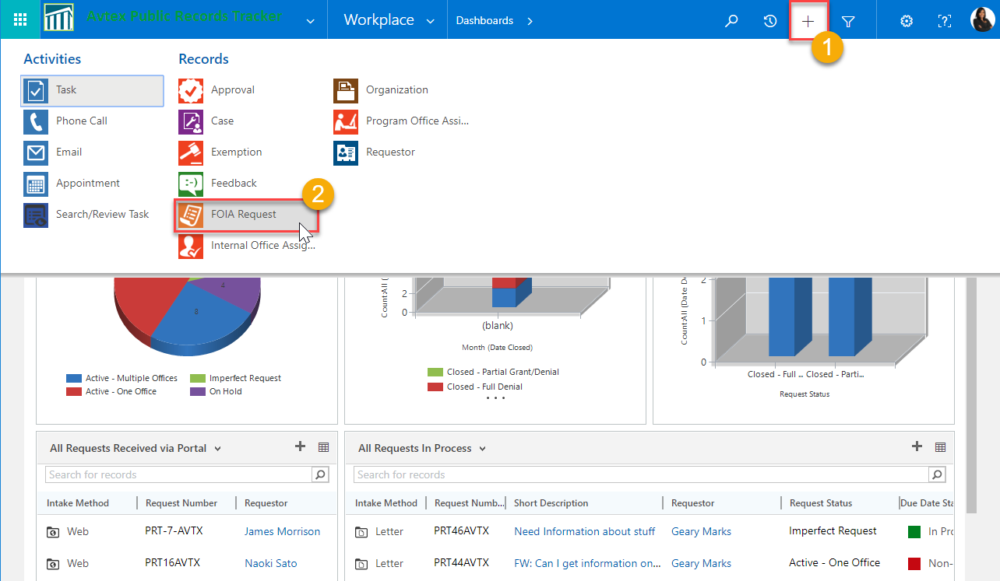 Avtex Public Records Tracker
Workplace
Dashboards
1
Activities
Records
Task
Approval
Organization
Phone Call
Case
Program Office Assi...
Email
Exemption
Requestor
Appointment
Feedback
2
Search/Review Task
FOIA Request
Internal Office Assig...
4
8
Active - Multiple Offices
Imperfect Request
Active - One Office
On Hold
Count:All (
2
0
(blank)
Month (Date Closed)
Closed - Partial Grant/Denial
Closed - Full Denial
...
Count:All (Date D
2
1
0
Closed - Full ... Closed - Parti...
Request Status
All Requests Received via Portal
Search for records
Intake Method Request Number Requestor
Web PRT-7-AVTX James Morrison
Web PRT16AVTX Naoki Sato
All Requests In Process
Search for records
Intake Method Request Numb... Short Description Requestor Request Status Due Date Sta
Letter PRT46AVTX Need Information about stuff Geary Marks Imperfect Request In Pr
Letter PRT44AVTX FW: Can I get information on... Geary Marks Active - One Office Non-